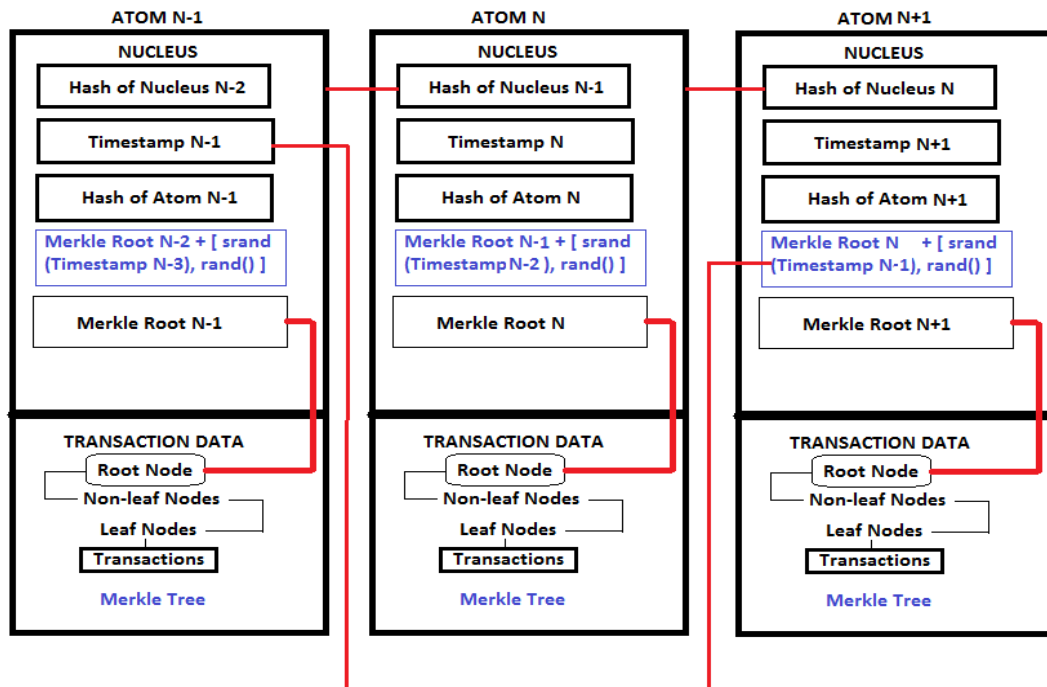 ATOM N-1
NUCLEUS
Hash of Nucleus N-2
Timestamp N-1
Hash of Atom N-1
Merkle Root N-2 + [ srand
(Timestamp N-3), rand() ]
Merkle Root N-1
TRANSACTION DATA
Root Node
Non-leaf Nodes
Leaf Nodes
Transactions
Merkle Tree
ATOM N
NUCLEUS
Hash of Nucleus N-1
Timestamp N
Hash of Atom N
Merkle Root N-1 + [ srand
(Timestamp N-2 ), rand() ]
Merkle Root N
TRANSACTION DATA
Root Node
Non-leaf Nodes
Leaf Nodes
Transactions
Merkle Tree
ATOM N+1
NUCLEUS
Hash of Nucleus N
Timestamp N+1
Hash of Atom N+1
Merkle Root N + [ srand
(Timestamp N-1), rand() ]
Merkle Root N+1
TRANSACTION DATA
Root Node
Non-leaf Nodes
Leaf Nodes
Transactions
Merkle Tree